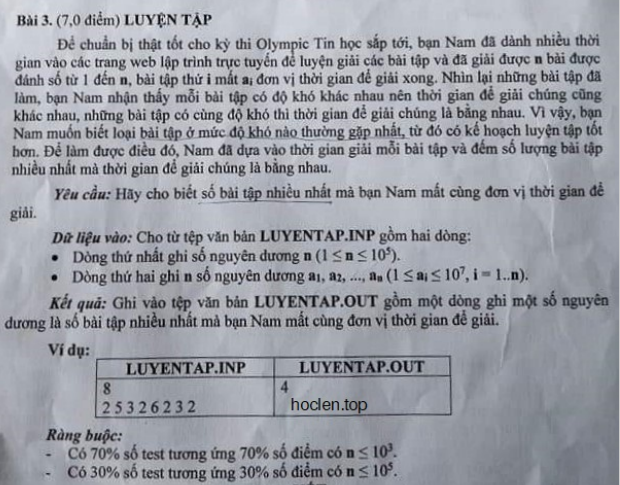 Bài 3. (7,0 điểm) LUYỆN TẬP
Để chuẩn bị thật tốt cho kỳ thi Olympic Tin học sắp tới, bạn Nam đã dành nhiều thời
gian vào các trang web lập trình trực tuyến để luyện giải các bài tập và đã giải được n bài được
đánh số từ 1 đến n, bài tập thứ i mất aᵢ đơn vị thời gian để giải xong. Nhìn lại những bài tập đã
làm, bạn Nam nhận thấy mỗi bài tập có độ khó khác nhau nên thời gian để giải chúng cũng
khác nhau, những bài tập có cùng độ khó thì thời gian để giải chúng là bằng nhau. Vì vậy, bạn
Nam muốn biết loại bài tập ở mức độ khó nào thường gặp nhất, từ đó có kế hoạch luyện tập tốt
hơn. Để làm được điều đó, Nam đã dựa vào thời gian giải mỗi bài tập và đếm số lượng bài tập
nhiều nhất mà thời gian để giải chúng là bằng nhau.
Yêu cầu: Hãy cho biết số bài tập nhiều nhất mà bạn Nam mất cùng đơn vị thời gian để
giải.
Dữ liệu vào: Cho từ tệp văn bản LUYENTAP.INP gồm hai dòng:
• Dòng thứ nhất ghi số nguyên dương n (1 ≤ n ≤ 10⁵).
• Dòng thứ hai ghi n số nguyên dương a₁, a₂, ..., aₙ (1 ≤ aᵢ ≤ 10⁷, i = 1..n).
Kết quả: Ghi vào tệp văn bản LUYENTAP.OUT gồm một dòng ghi một số nguyên
dương là số bài tập nhiều nhất mà bạn Nam mất cùng đơn vị thời gian để giải.
Ví dụ:
LUYENTAP.INP LUYENTAP.OUT
8 4
2 5 3 2 6 2 3 2 hoclen.top
Ràng buộc:
- Có 70% số test tương ứng 70% số điểm có n ≤ 10³.
- Có 30% số test tương ứng 30% số điểm có n ≤ 10⁵.